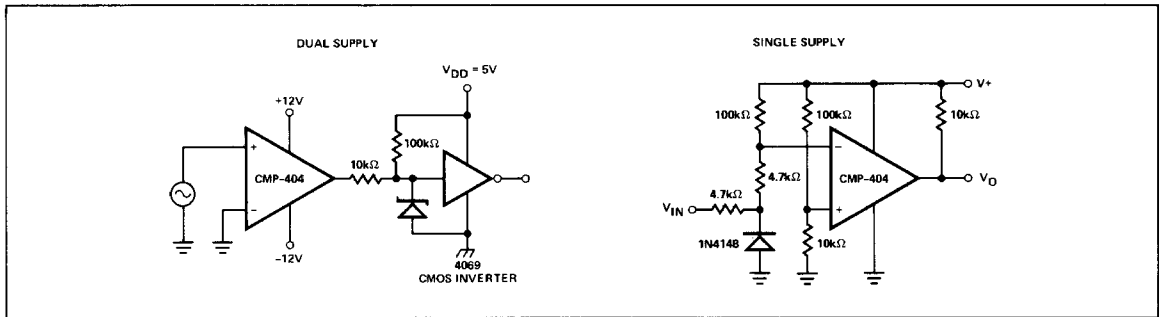 DUAL SUPPLY
V_DD = 5V
+12V
100kΩ
10kΩ
+
CMP-404
−
−12V
4069
CMOS INVERTER
SINGLE SUPPLY
V+
100kΩ
100kΩ
10kΩ
−
CMP-404
V_O
4.7kΩ
4.7kΩ
V_IN
+
1N4148
10kΩ